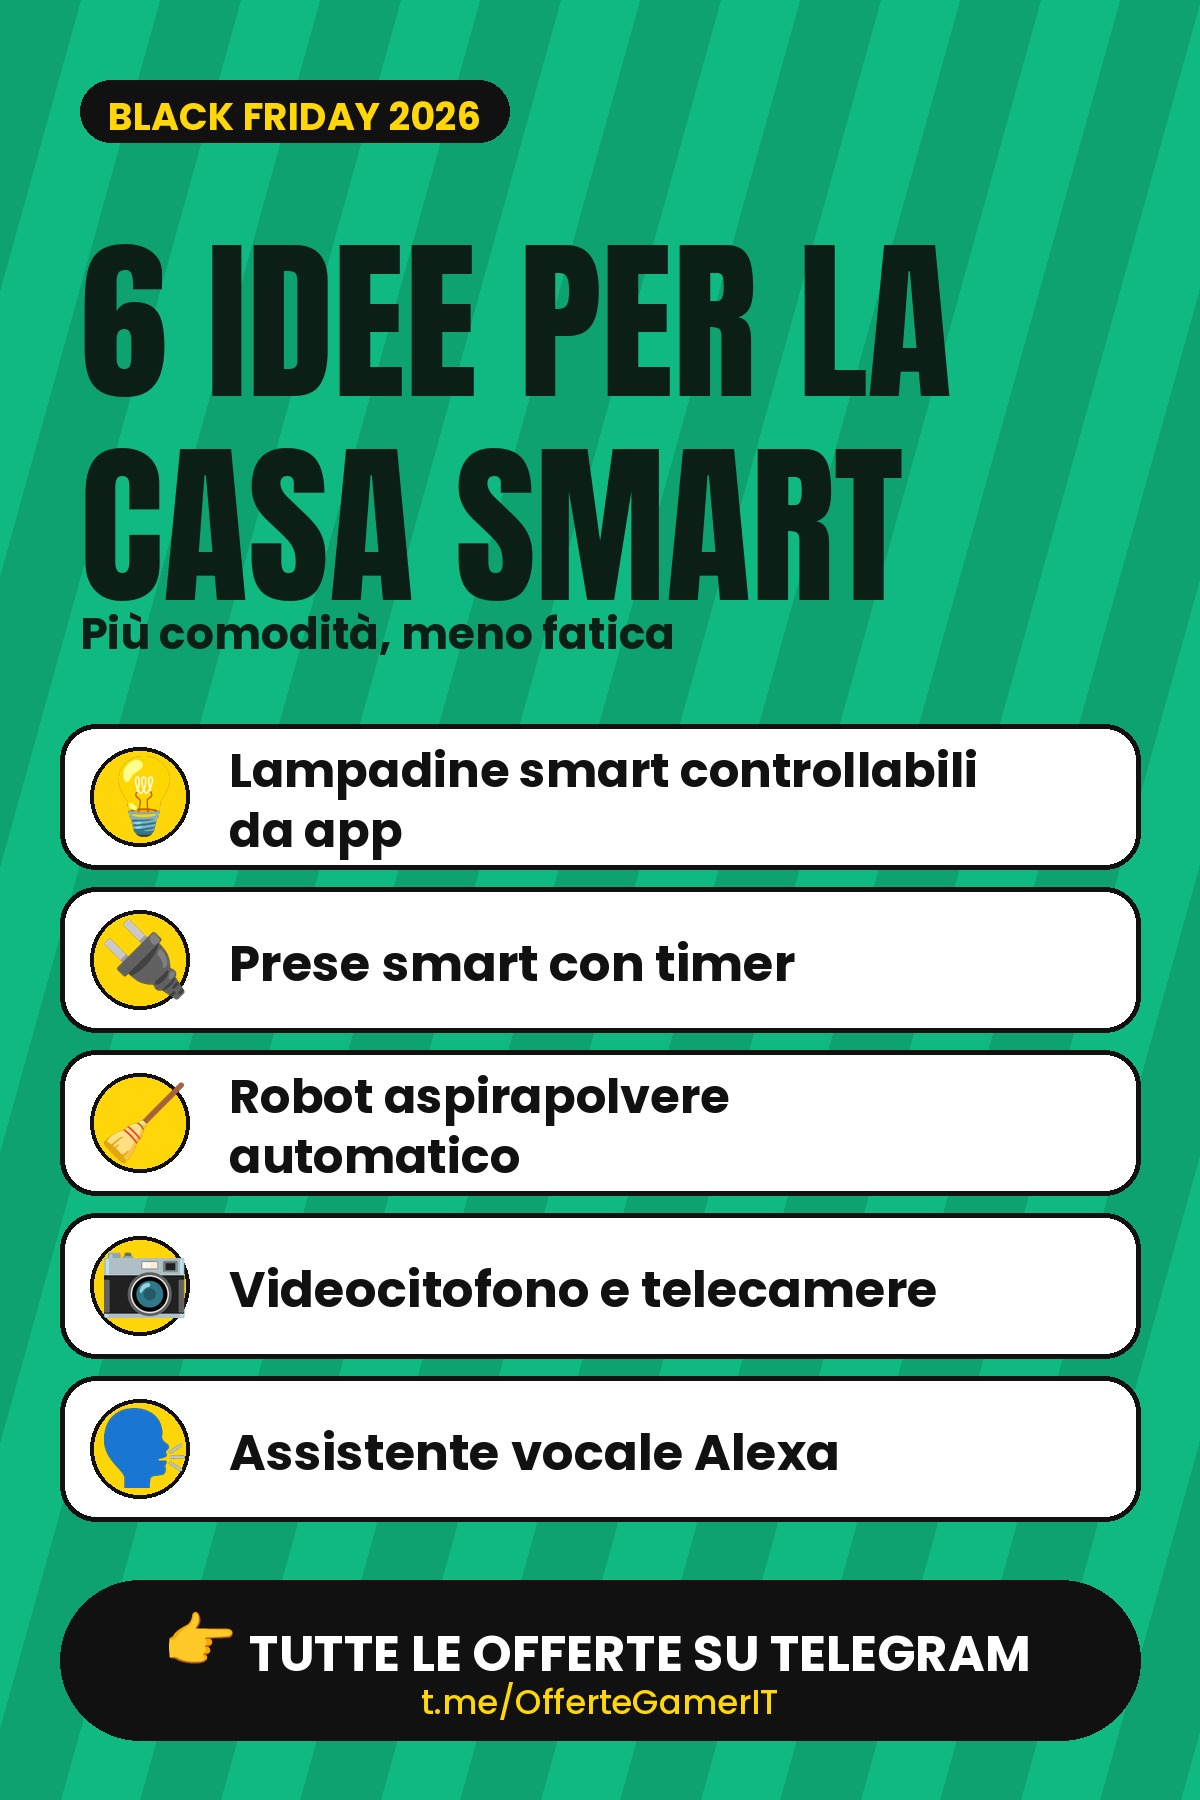 BLACK FRIDAY 2026
6 IDEE PER LA
CASA SMART
Più comodità, meno fatica
Lampadine smart controllabili
da app
Prese smart con timer
Robot aspirapolvere
automatico
Videocitofono e telecamere
Assistente vocale Alexa
TUTTE LE OFFERTE SU TELEGRAM
t.me/OfferteGamerIT